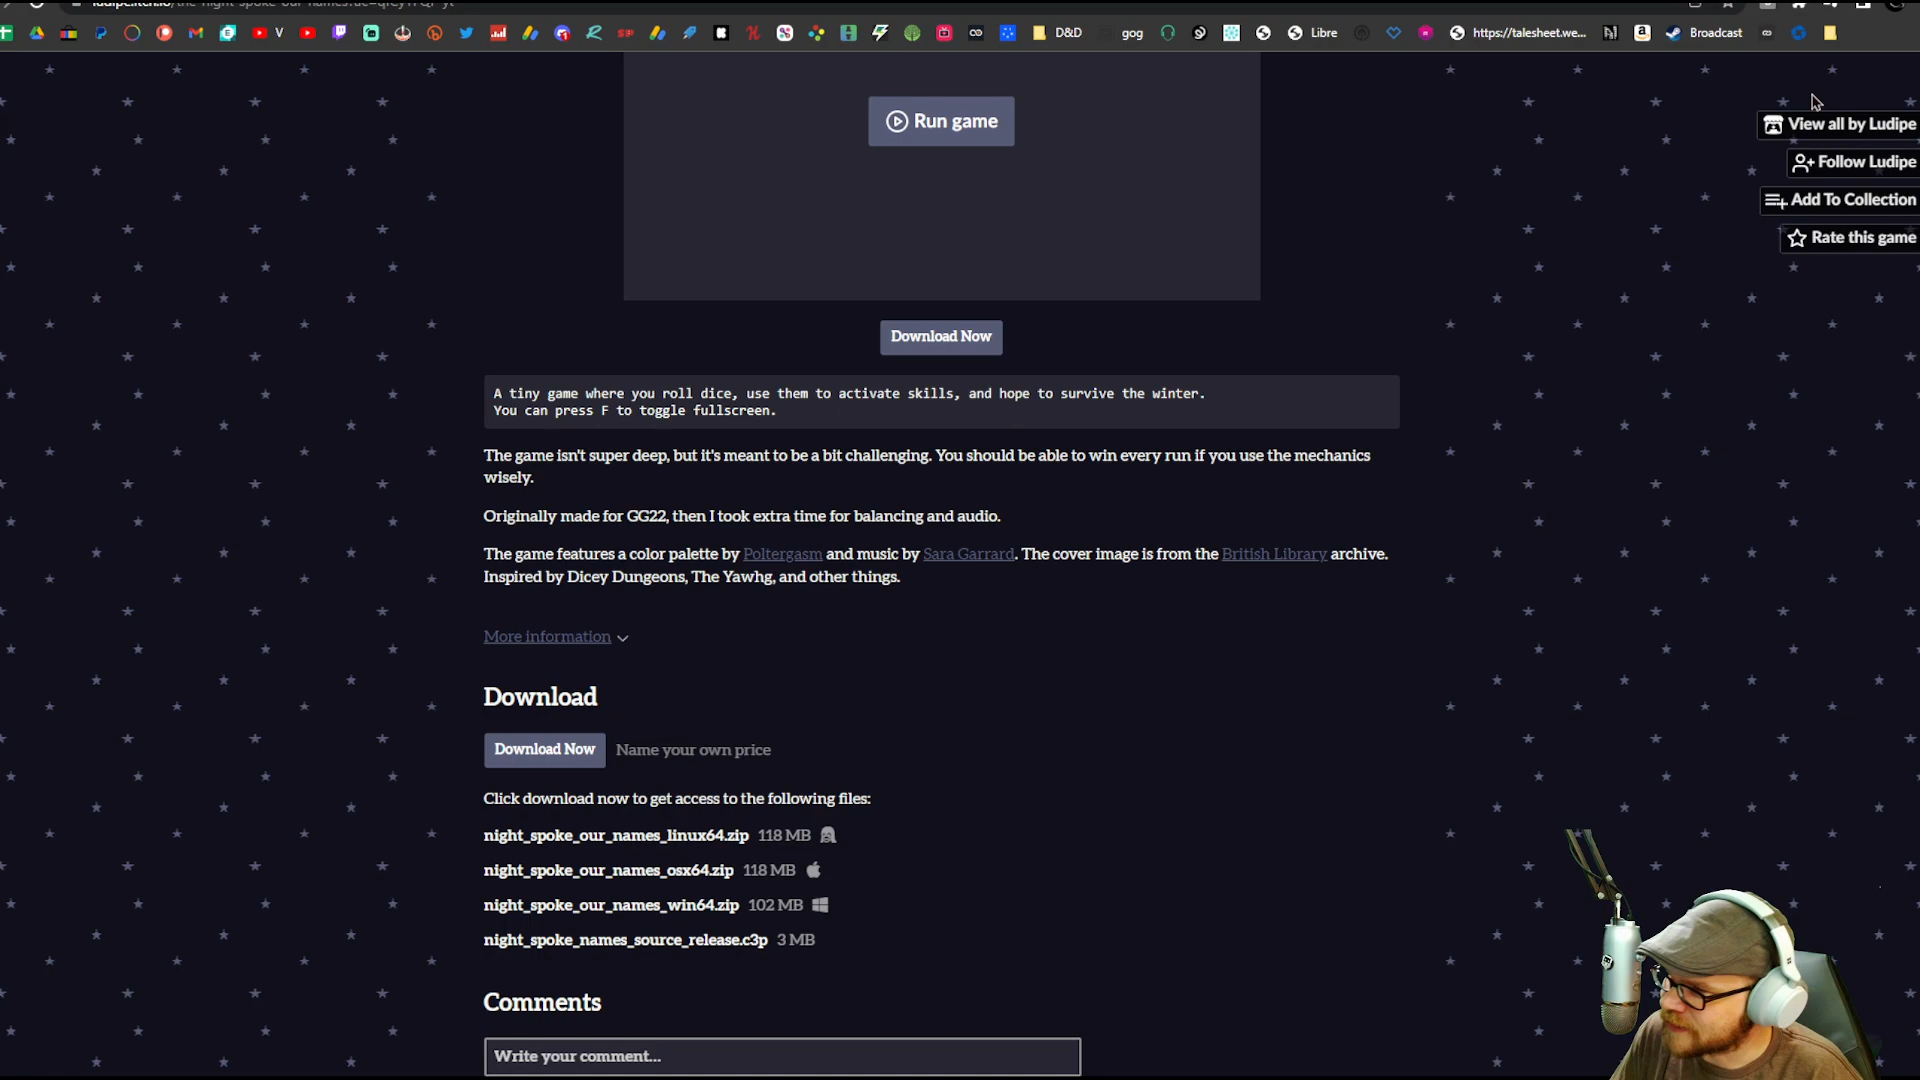 V
D&D
gog
Libre
https://talesheet.we...
Broadcast
Run game
View all by Ludipe
Follow Ludipe
Add To Collection
Rate this game
Download Now
A tiny game where you roll dice, use them to activate skills, and hope to survive the winter.
You can press F to toggle fullscreen.
The game isn't super deep, but it's meant to be a bit challenging. You should be able to win every run if you use the mechanics
wisely.
Originally made for GG22, then I took extra time for balancing and audio.
The game features a color palette by Poltergasm and music by Sara Garrard. The cover image is from the British Library archive.
Inspired by Dicey Dungeons, The Yawhg, and other things.
More information
Download
Download Now Name your own price
Click download now to get access to the following files:
night_spoke_our_names_linux64.zip 118 MB
night_spoke_our_names_osx64.zip 118 MB
night_spoke_our_names_win64.zip 102 MB
night_spoke_names_source_release.c3p 3 MB
Comments
Write your comment...